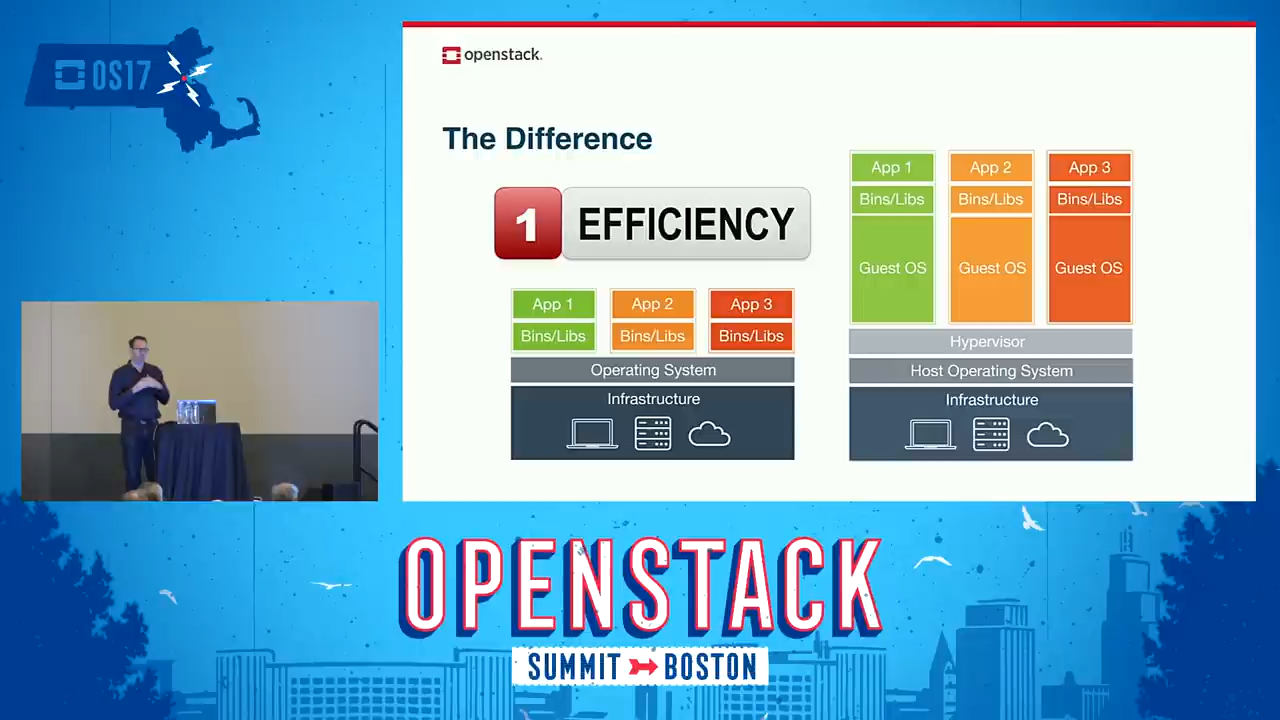 OS17
openstack.
The Difference
1 EFFICIENCY
App 1 App 2 App 3
Bins/Libs Bins/Libs Bins/Libs
Operating System
Infrastructure
App 1 App 2 App 3
Bins/Libs Bins/Libs Bins/Libs
Guest OS Guest OS Guest OS
Hypervisor
Host Operating System
Infrastructure
OPENSTACK
SUMMIT BOSTON